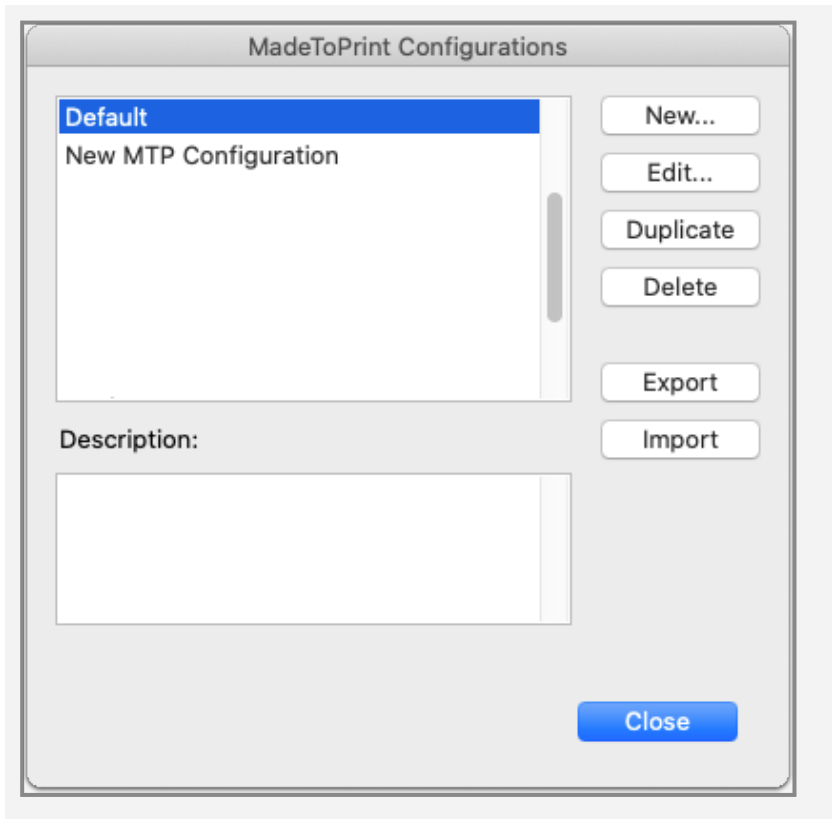 MadeToPrint Configurations
Default
New MTP Configuration
New...
Edit...
Duplicate
Delete
Export
Import
Description:
Close